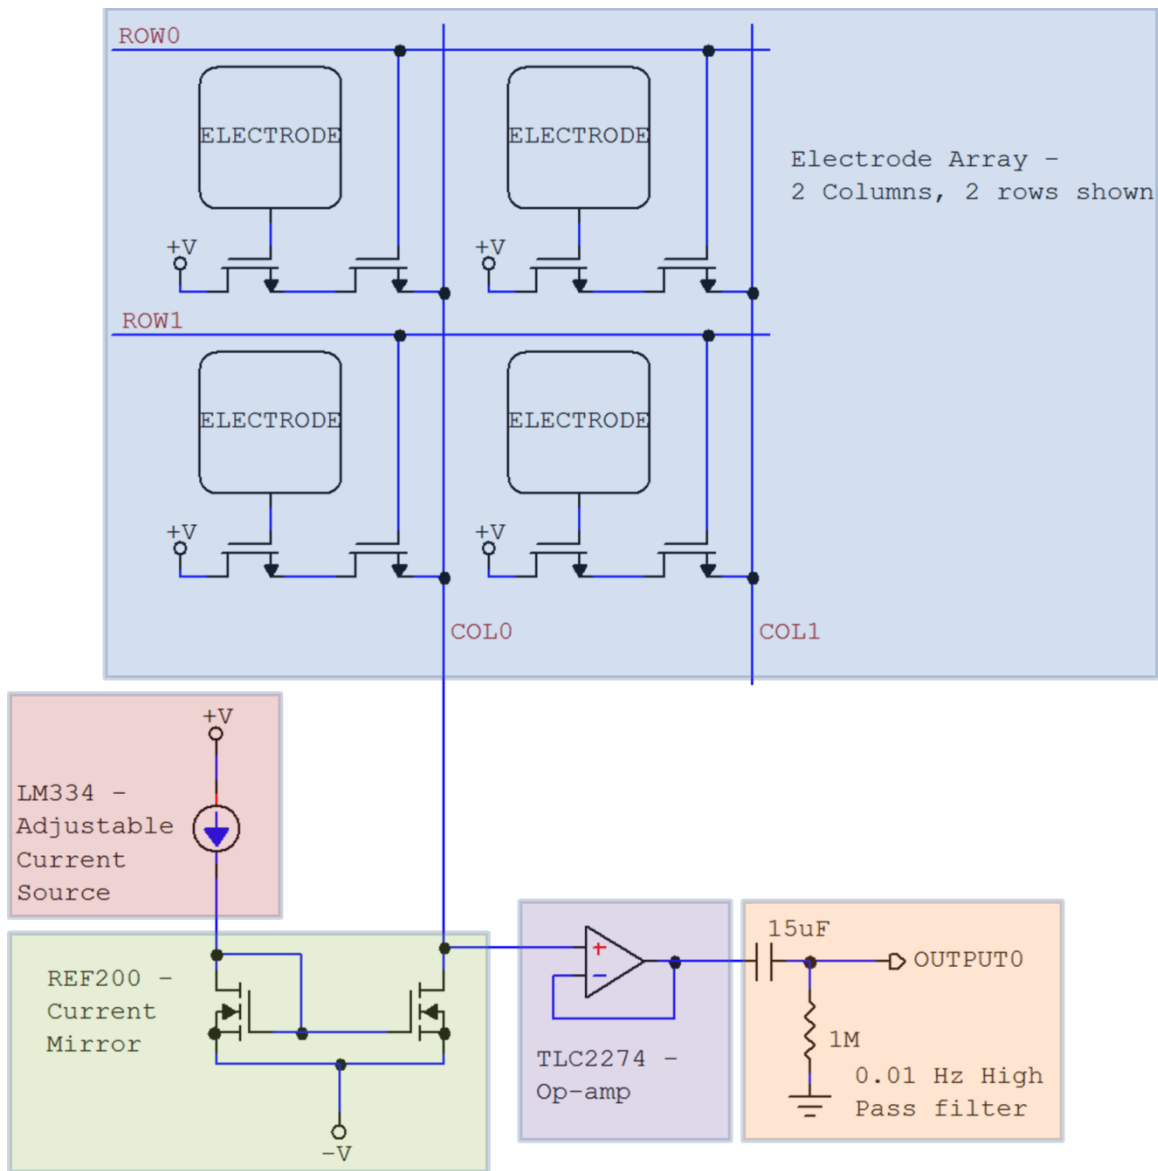 ROW0
ELECTRODE
ELECTRODE
Electrode Array -
2 Columns, 2 rows shown
+V
+V
ROW1
ELECTRODE
ELECTRODE
+V
+V
COL0
COL1
+V
LM334 -
Adjustable
Current
Source
REF200 -
Current
Mirror
-V
+
-
TLC2274 -
Op-amp
15uF
OUTPUT0
1M
0.01 Hz High
Pass filter